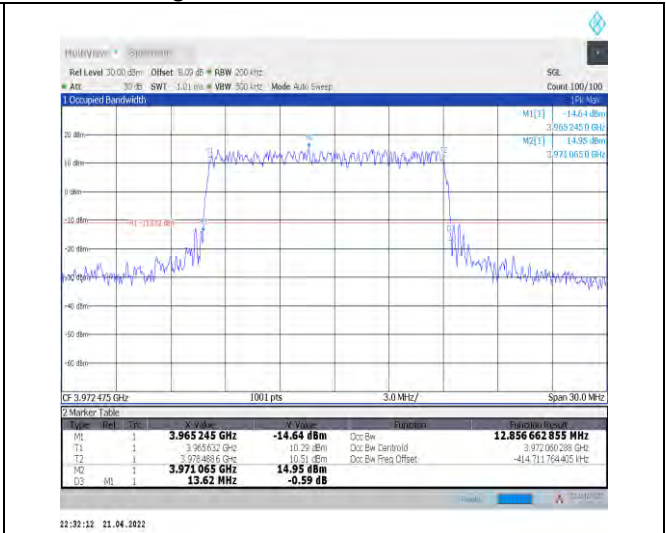 MultiView Spectrum
Ref Level 30.00 dBm Offset 8.09 dB RBW 200 kHz SGL
Att 30 dB SWT 1.01 ms VBW 500 kHz Mode Auto Sweep Count 100/100
1 Occupied Bandwidth 1Pk Max
M1[1] -14.64 dBm
3.965 245 0 GHz
M2[1] 14.95 dBm
3.971 065 0 GHz
20 dBm
10 dBm
0 dBm
-10 dBm
-20 dBm
-30 dBm
-40 dBm
-50 dBm
-60 dBm
CF 3.972 475 GHz 1001 pts 3.0 MHz/ Span 30.0 MHz
2 Marker Table
Type Ref Trc X-Value Y-Value Function Function Result
M1 1 3.965 245 GHz -14.64 dBm Occ Bw 12.856 662 855 MHz
T1 1 3.965632 GHz 10.29 dBm Occ Bw Centroid 3.972 060 288 GHz
T2 1 3.978 488 6 GHz 10.51 dBm Occ Bw Freq Offset -414.711 764 405 kHz
M2 1 3.971 065 GHz 14.95 dBm
D3 M1 1 13.62 MHz -0.59 dB
22:32:12 21.04.2022